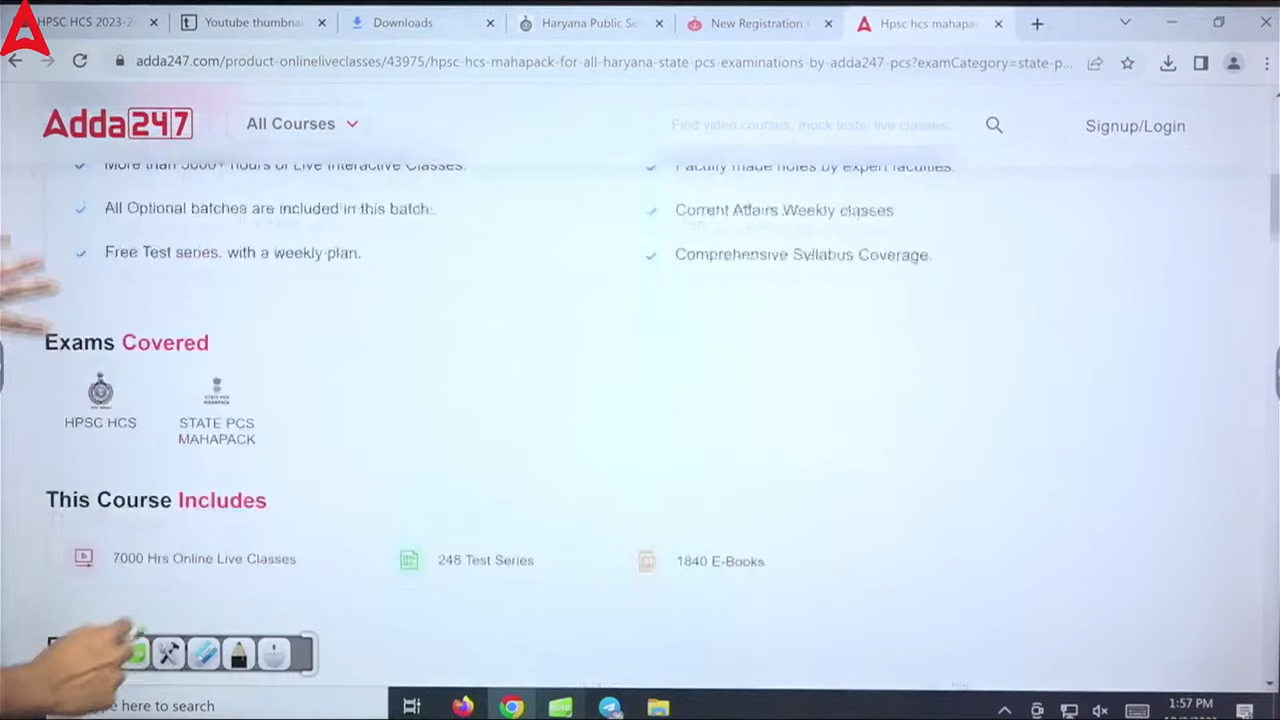 HPSC HCS 2023-2
Youtube thumbna
Downloads
Haryana Public Se
New Registration
Hpsc hcs mahapa
adda247.com/product-onlineliveclasses/43975/hpsc-hcs-mahapack-for-all-haryana-state-pcs-examinations-by-adda247-pcs?examCategory=state-p...
Adda247
All Courses
Find video courses, mock tests, live classes
Signup/Login
More than 5000+ hours of Live Interactive Classes.
Faculty made notes by expert faculties.
All Optional batches are included in this batch.
Current Affairs Weekly classes
Free Test series. with a weekly plan.
Comprehensive Syllabus Coverage
Exams Covered
HPSC HCS
STATE PCS
MAHAPACK
This Course Includes
7000 Hrs Online Live Classes
248 Test Series
1840 E-Books
e here to search
1:57 PM